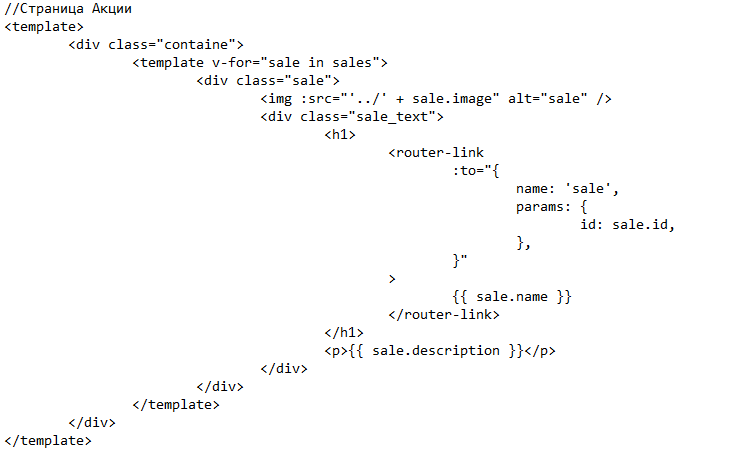 //Страница Акции
<template>
	<div class="containe">
		<template v-for="sale in sales">
			<div class="sale">
				<img :src="'../' + sale.image" alt="sale" />
				<div class="sale_text">
					<h1>
						<router-link
							:to="{
								name: 'sale',
								params: {
									id: sale.id,
								},
							}"
						>
							{{ sale.name }}
						</router-link>
					</h1>
					<p>{{ sale.description }}</p>
				</div>
			</div>
		</template>
	</div>
</template>